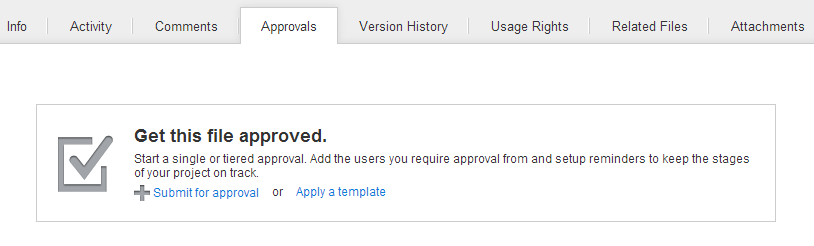 Info Activity Comments Approvals Version History Usage Rights Related Files Attachments
Get this file approved.
Start a single or tiered approval. Add the users you require approval from and setup reminders to keep the stages
of your project on track.
Submit for approval or Apply a template